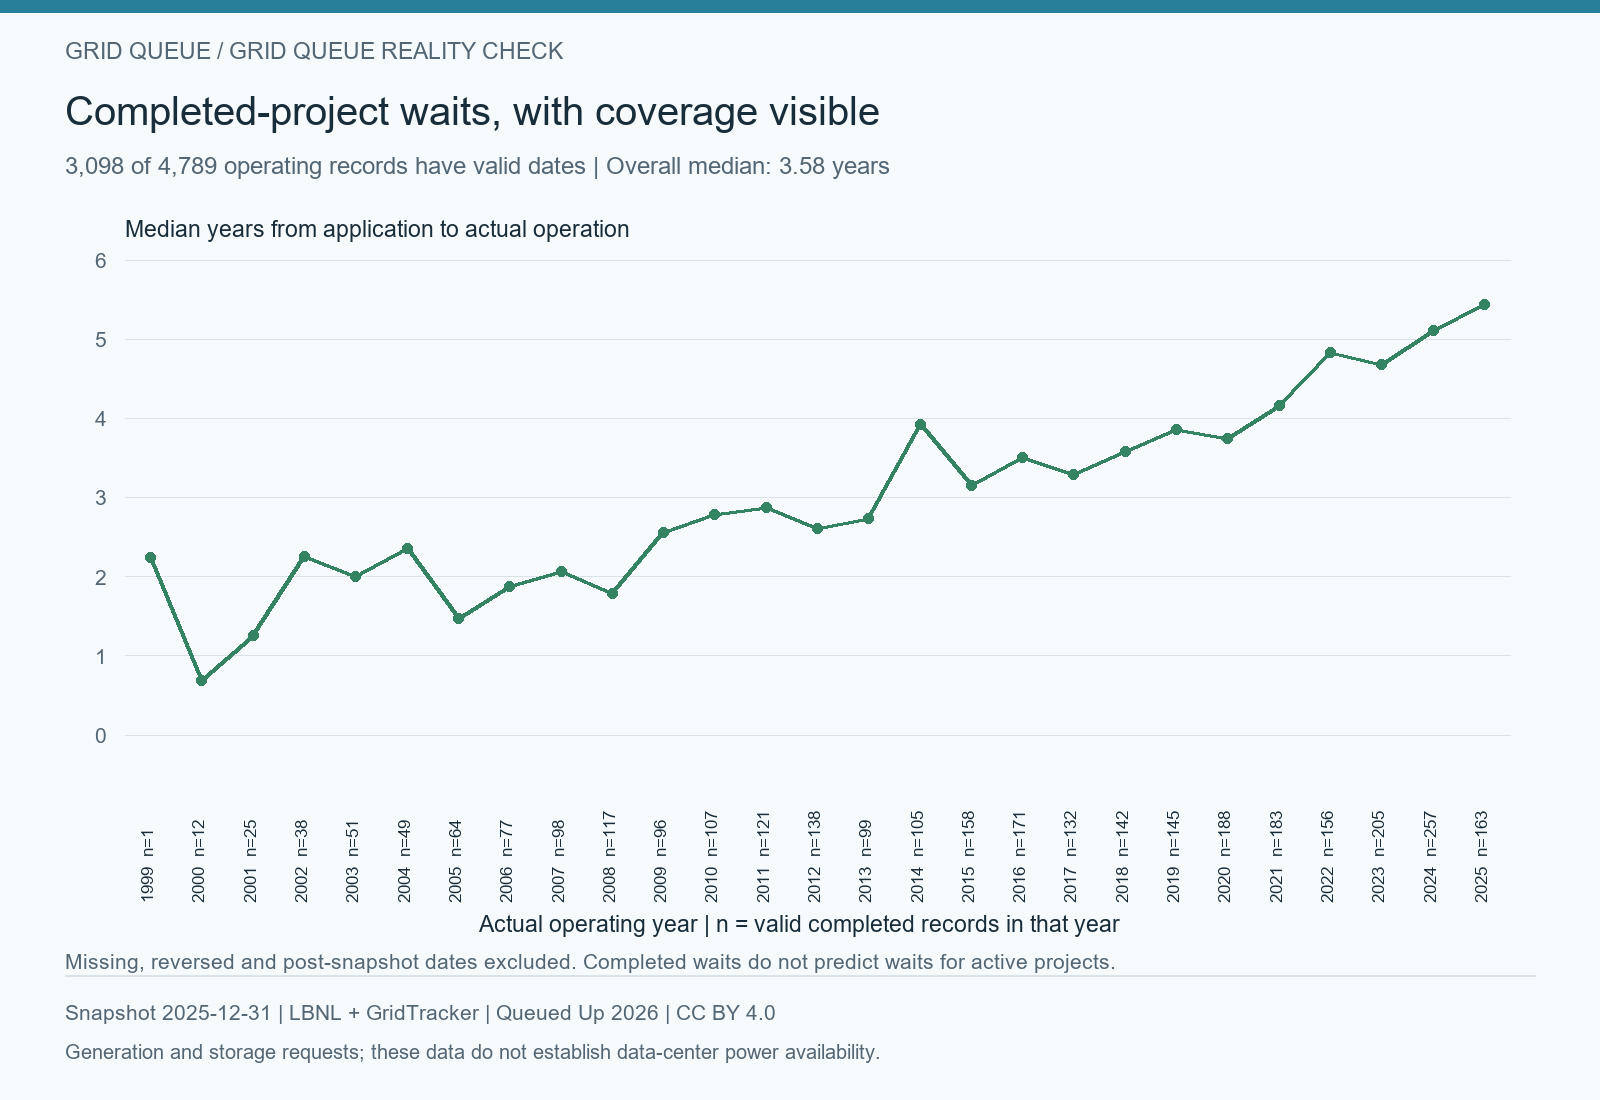 GRID QUEUE / GRID QUEUE REALITY CHECK
Completed-project waits, with coverage visible
3,098 of 4,789 operating records have valid dates | Overall median: 3.58 years
Median years from application to actual operation
6
5
4
3
2
1
0
1999 n=1
2000 n=12
2001 n=25
2002 n=38
2003 n=51
2004 n=49
2005 n=64
2006 n=77
2007 n=98
2008 n=117
2009 n=96
2010 n=107
2011 n=121
2012 n=138
2013 n=99
2014 n=105
2015 n=158
2016 n=171
2017 n=132
2018 n=142
2019 n=145
2020 n=188
2021 n=183
2022 n=156
2023 n=205
2024 n=257
2025 n=163
Actual operating year | n = valid completed records in that year
Missing, reversed and post-snapshot dates excluded. Completed waits do not predict waits for active projects.
Snapshot 2025-12-31 | LBNL + GridTracker | Queued Up 2026 | CC BY 4.0
Generation and storage requests; these data do not establish data-center power availability.